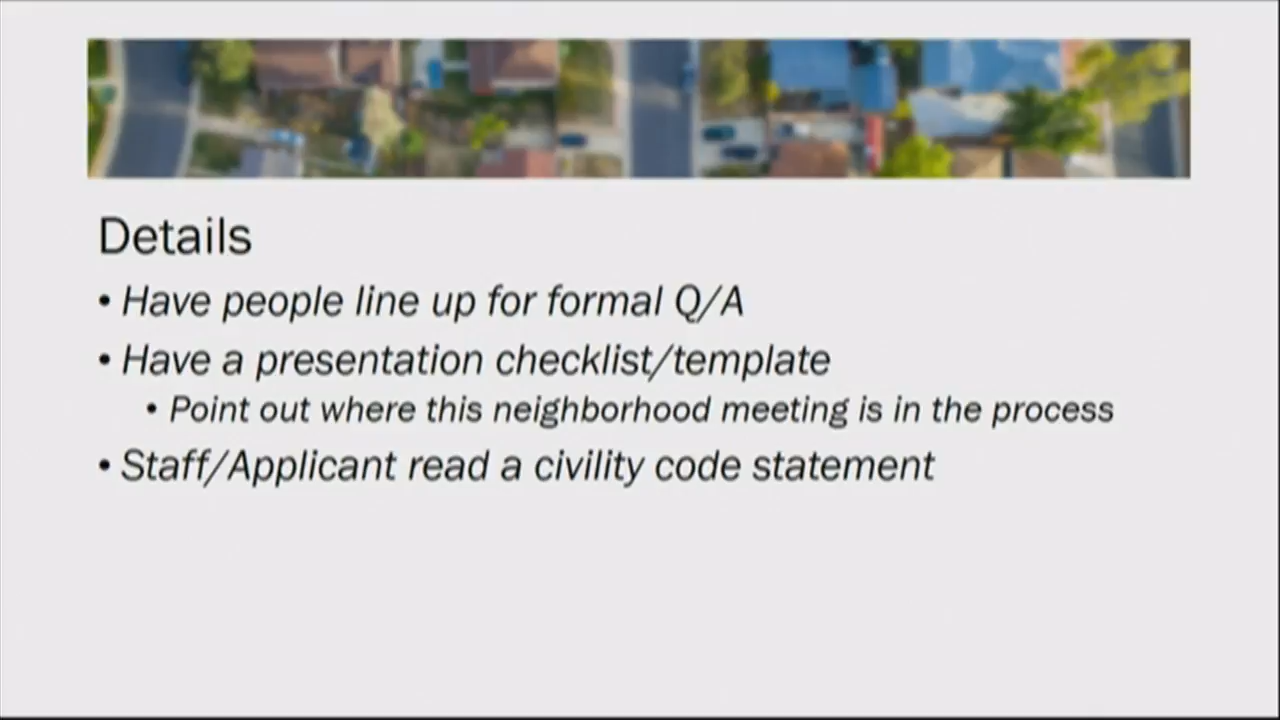 Details
• Have people line up for formal Q/A
• Have a presentation checklist/template
• Point out where this neighborhood meeting is in the process
• Staff/Applicant read a civility code statement